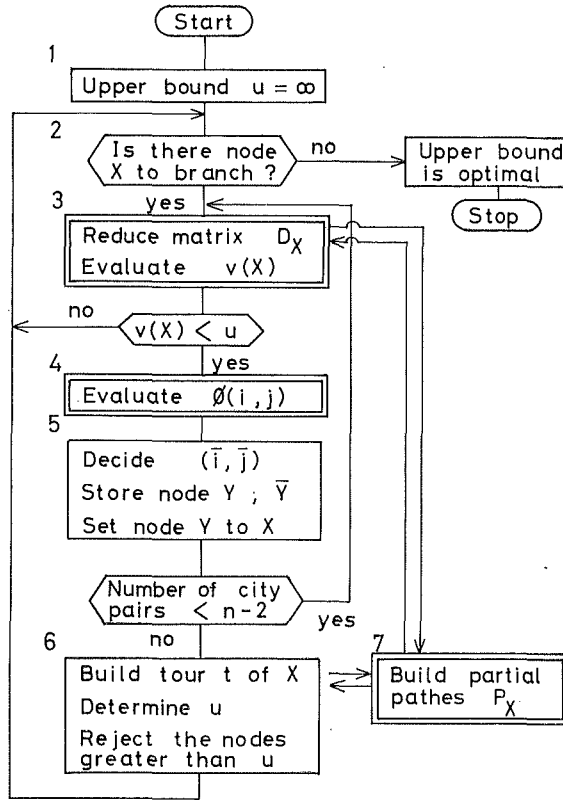 Start
1
Upper bound u = ∞
2
Is there node
X to branch ?
no
Upper bound
is optimal
Stop
yes
3
Reduce matrix D_X
Evaluate v(X)
no
v(X) < u
yes
4
Evaluate Ø(i,j)
5
Decide (i̅, j̅)
Store node Y ; Y̅
Set node Y to X
Number of city
pairs < n-2
yes
no
6
Build tour t of X
Determine u
Reject the nodes
greater than u
7
Build partial
pathes P_X